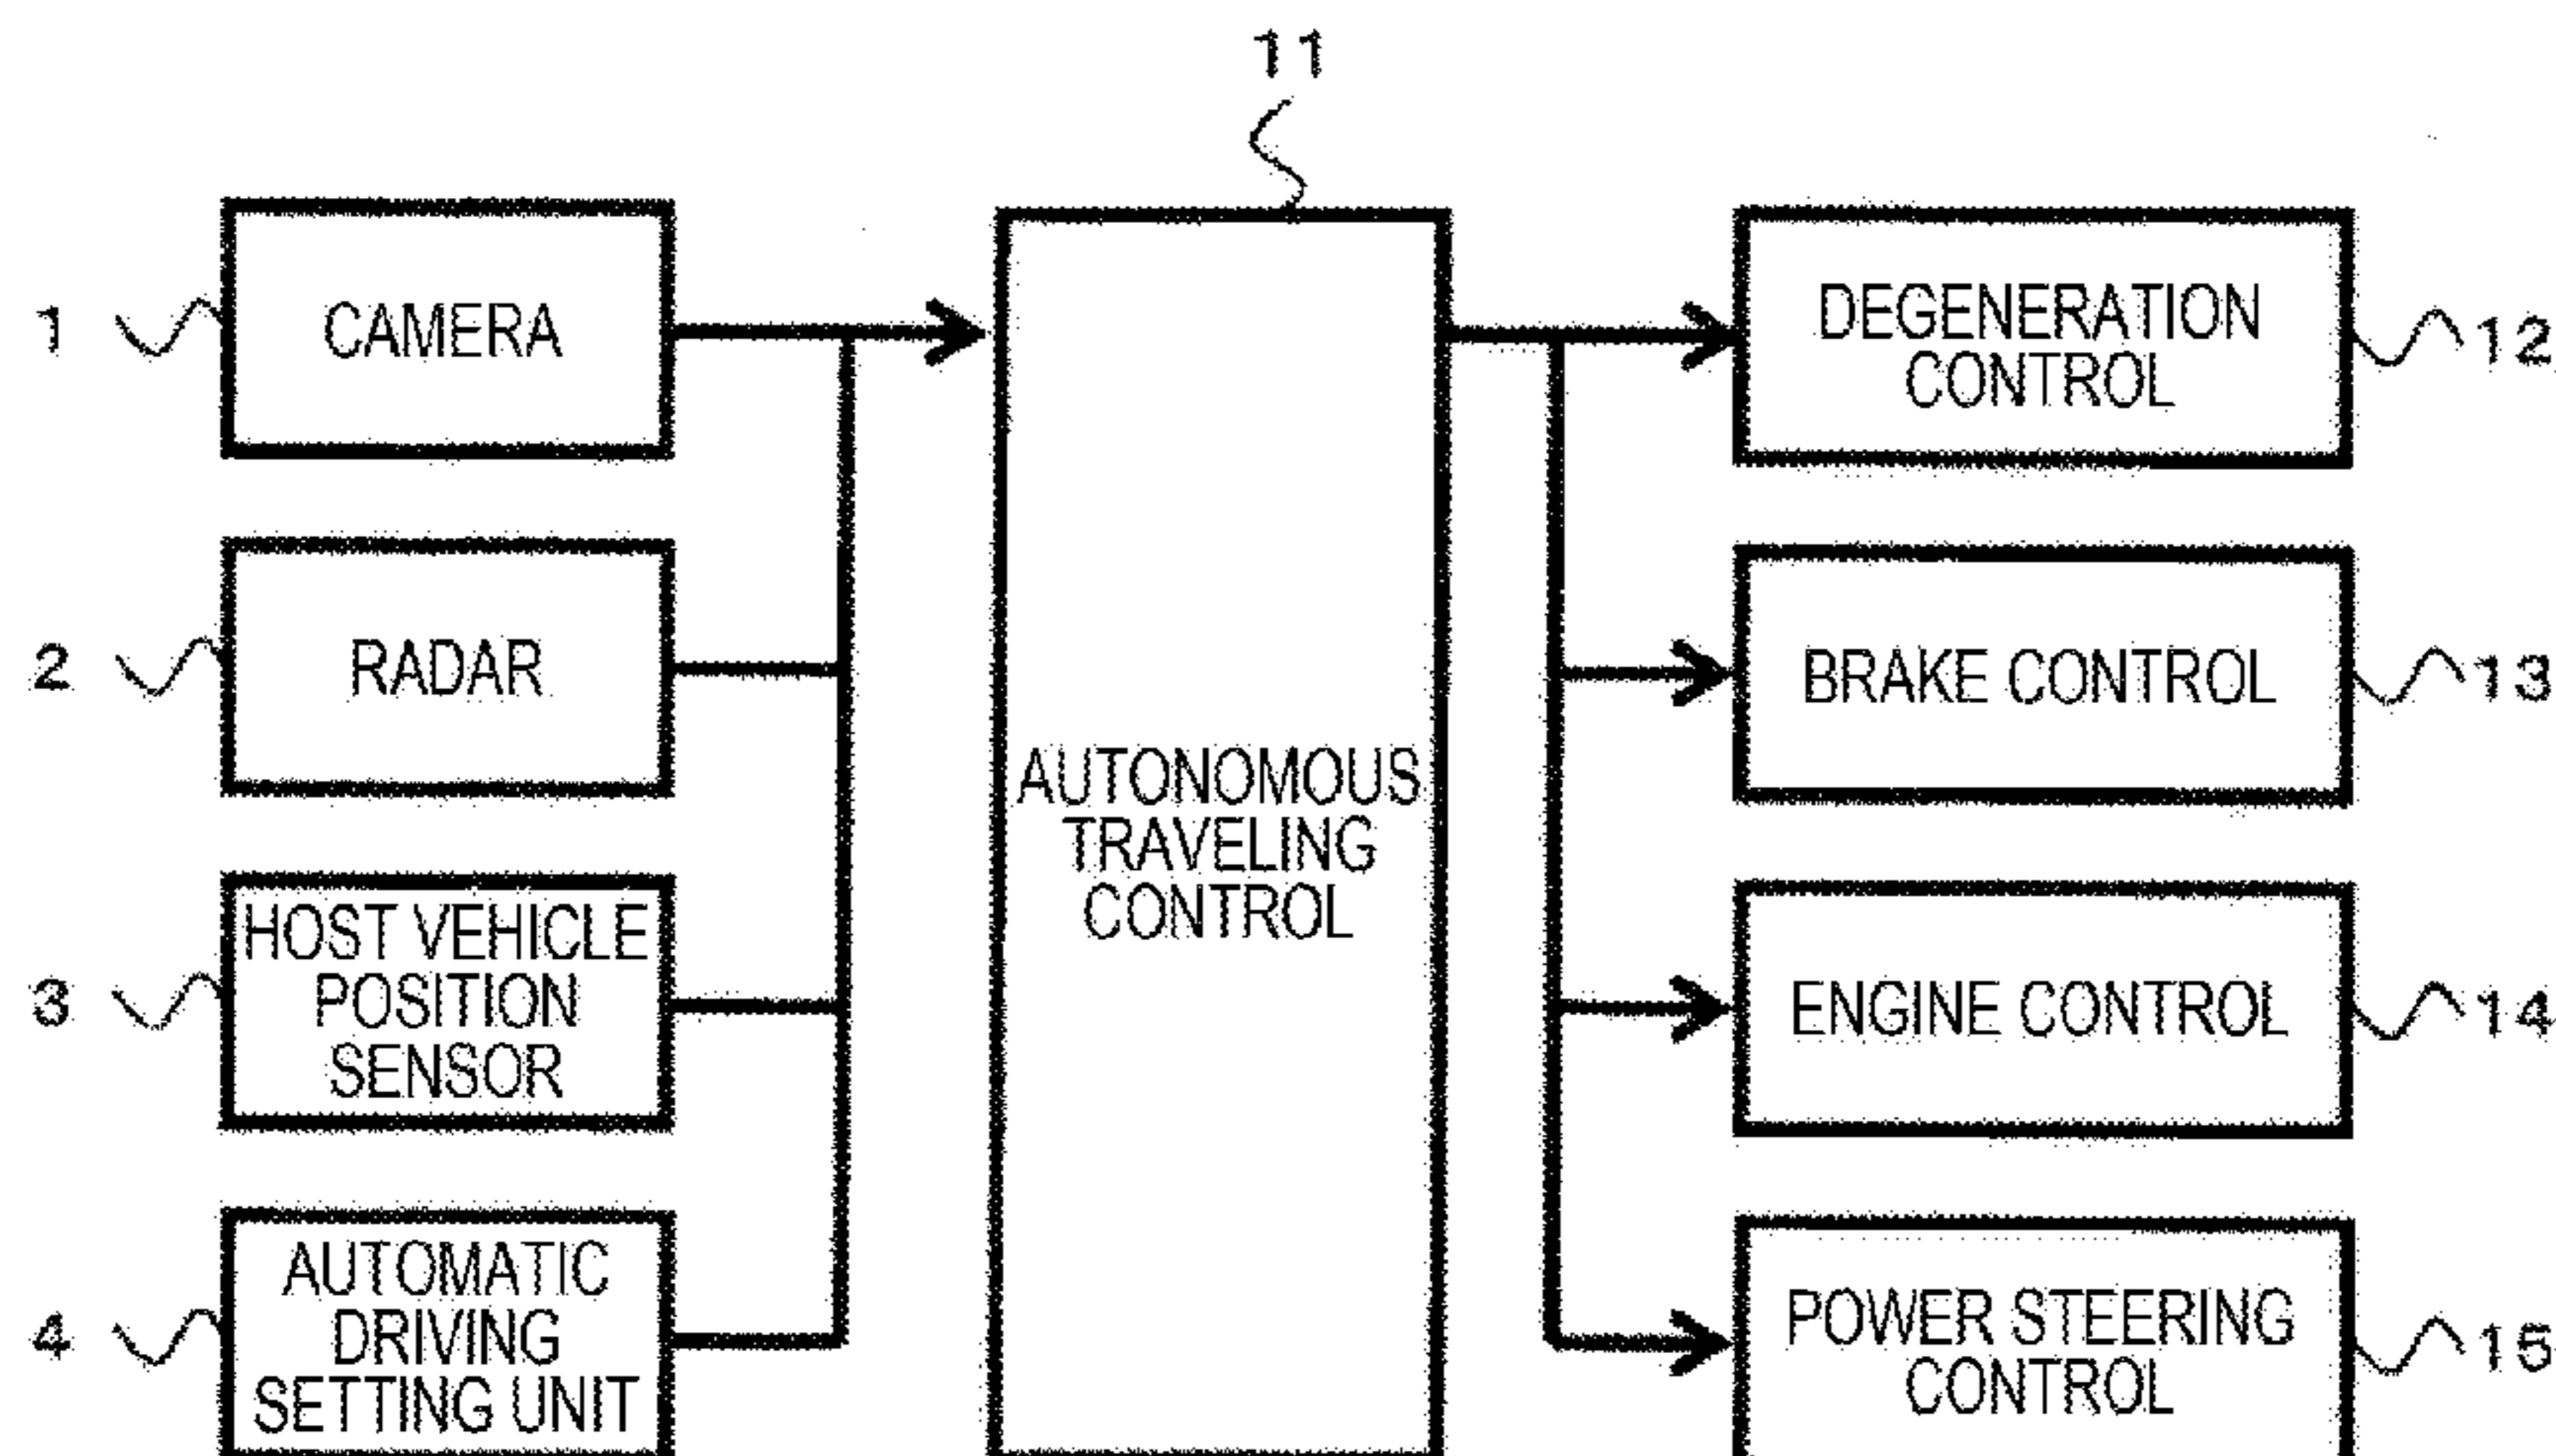 11
1
CAMERA
2
RADAR
3
HOST VEHICLE
POSITION
SENSOR
4
AUTOMATIC
DRIVING
SETTING UNIT
AUTONOMOUS
TRAVELING
CONTROL
DEGENERATION
CONTROL
12
BRAKE CONTROL
13
ENGINE CONTROL
14
POWER STEERING
CONTROL
15